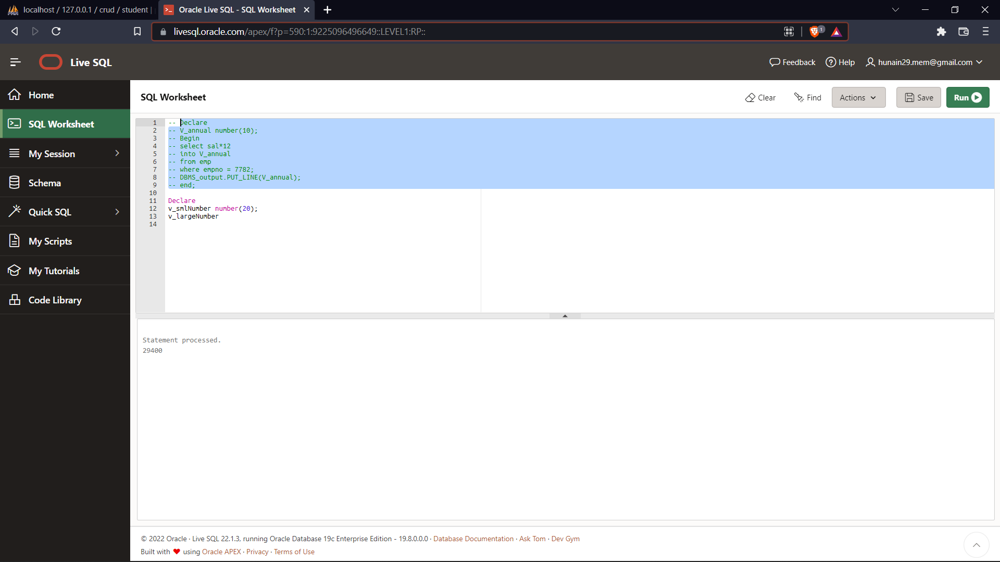 localhost / 127.0.0.1 / crud / student |
Oracle Live SQL - SQL Worksheet
livesql.oracle.com/apex/f?p=590:1:9225096496649::LEVEL1:RP::
1
Live SQL
Feedback
Help
hunain29.mem@gmail.com
Home
SQL Worksheet
My Session
Schema
Quick SQL
My Scripts
My Tutorials
Code Library
SQL Worksheet
Clear
Find
Actions
Save
Run
1 -- Declare
2 -- V_annual number(10);
3 -- Begin
4 -- select sal*12
5 -- into V_annual
6 -- from emp
7 -- where empno = 7782;
8 -- DBMS_output.PUT_LINE(V_annual);
9 -- end;
10
11 Declare
12 v_smlNumber number(20);
13 v_largeNumber
14
Statement processed.
29400
© 2022 Oracle · Live SQL 22.1.3, running Oracle Database 19c Enterprise Edition - 19.8.0.0.0 · Database Documentation · Ask Tom · Dev Gym
Built with ❤ using Oracle APEX · Privacy · Terms of Use